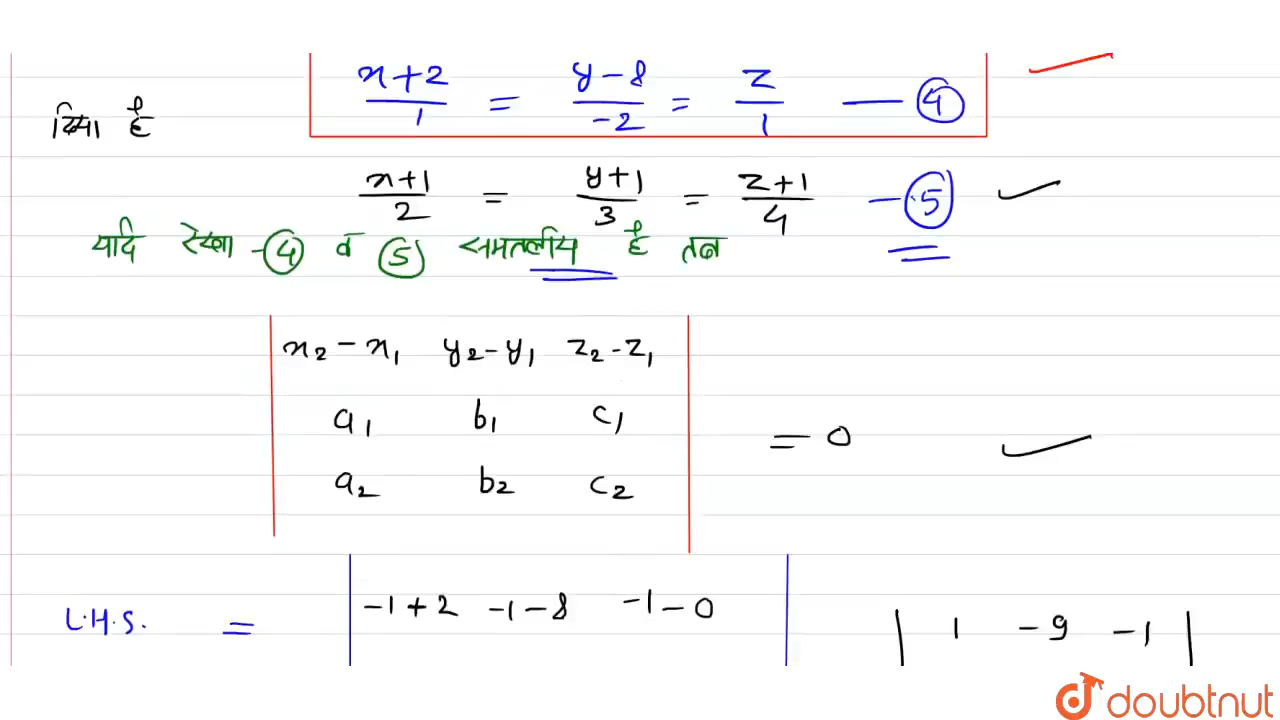 x+2/1 = y-8/-2 = z/1 — ④
दिया है
x+1/2 = y+1/3 = z+1/4 — ⑤
यदि रेखा -④ व ⑤ समतलीय है तब
| x₂-x₁ y₂-y₁ z₂-z₁ |
| a₁ b₁ c₁ | = 0
| a₂ b₂ c₂ |
L.H.S. = | -1+2 -1-8 -1-0 | | 1 -9 -1 |
doubtnut